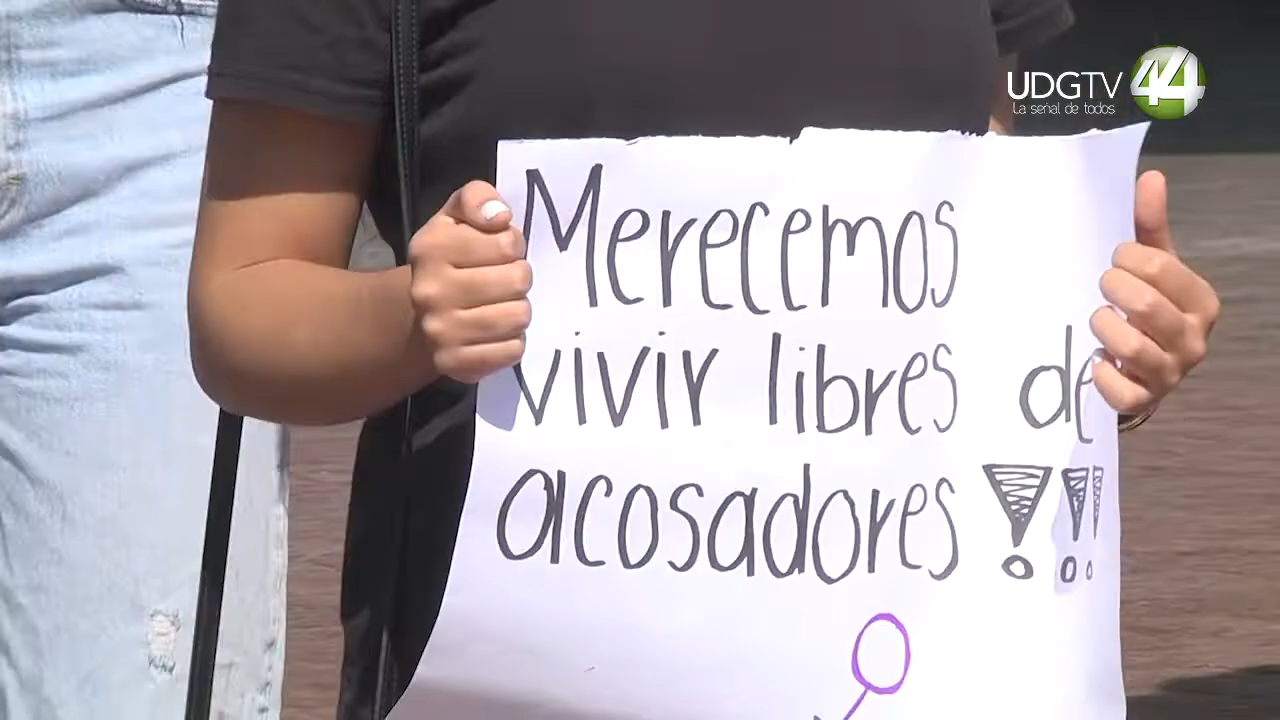 UDGTV 44
La señal de todos
Merecemos
vivir libres de
acosadores !!!